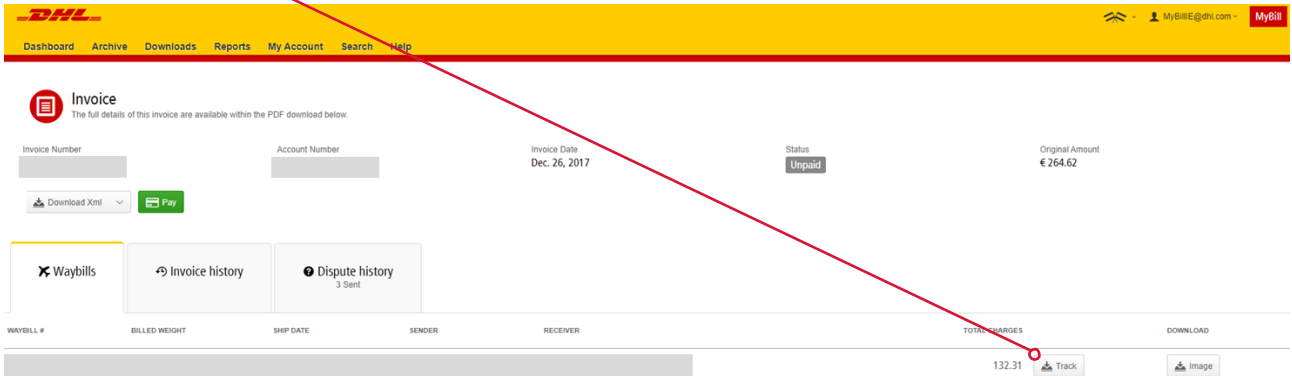 DHL
MyBillIE@dhl.com MyBill
Dashboard Archive Downloads Reports My Account Search Help
Invoice
The full details of this invoice are available within the PDF download below.
Invoice Number Account Number Invoice Date Status Original Amount
Dec. 26, 2017 Unpaid € 264.62
Download Xml Pay
Waybills Invoice history Dispute history
3 Sent
WAYBILL # BILLED WEIGHT SHIP DATE SENDER RECEIVER TOTAL CHARGES DOWNLOAD
132.31 Track Image